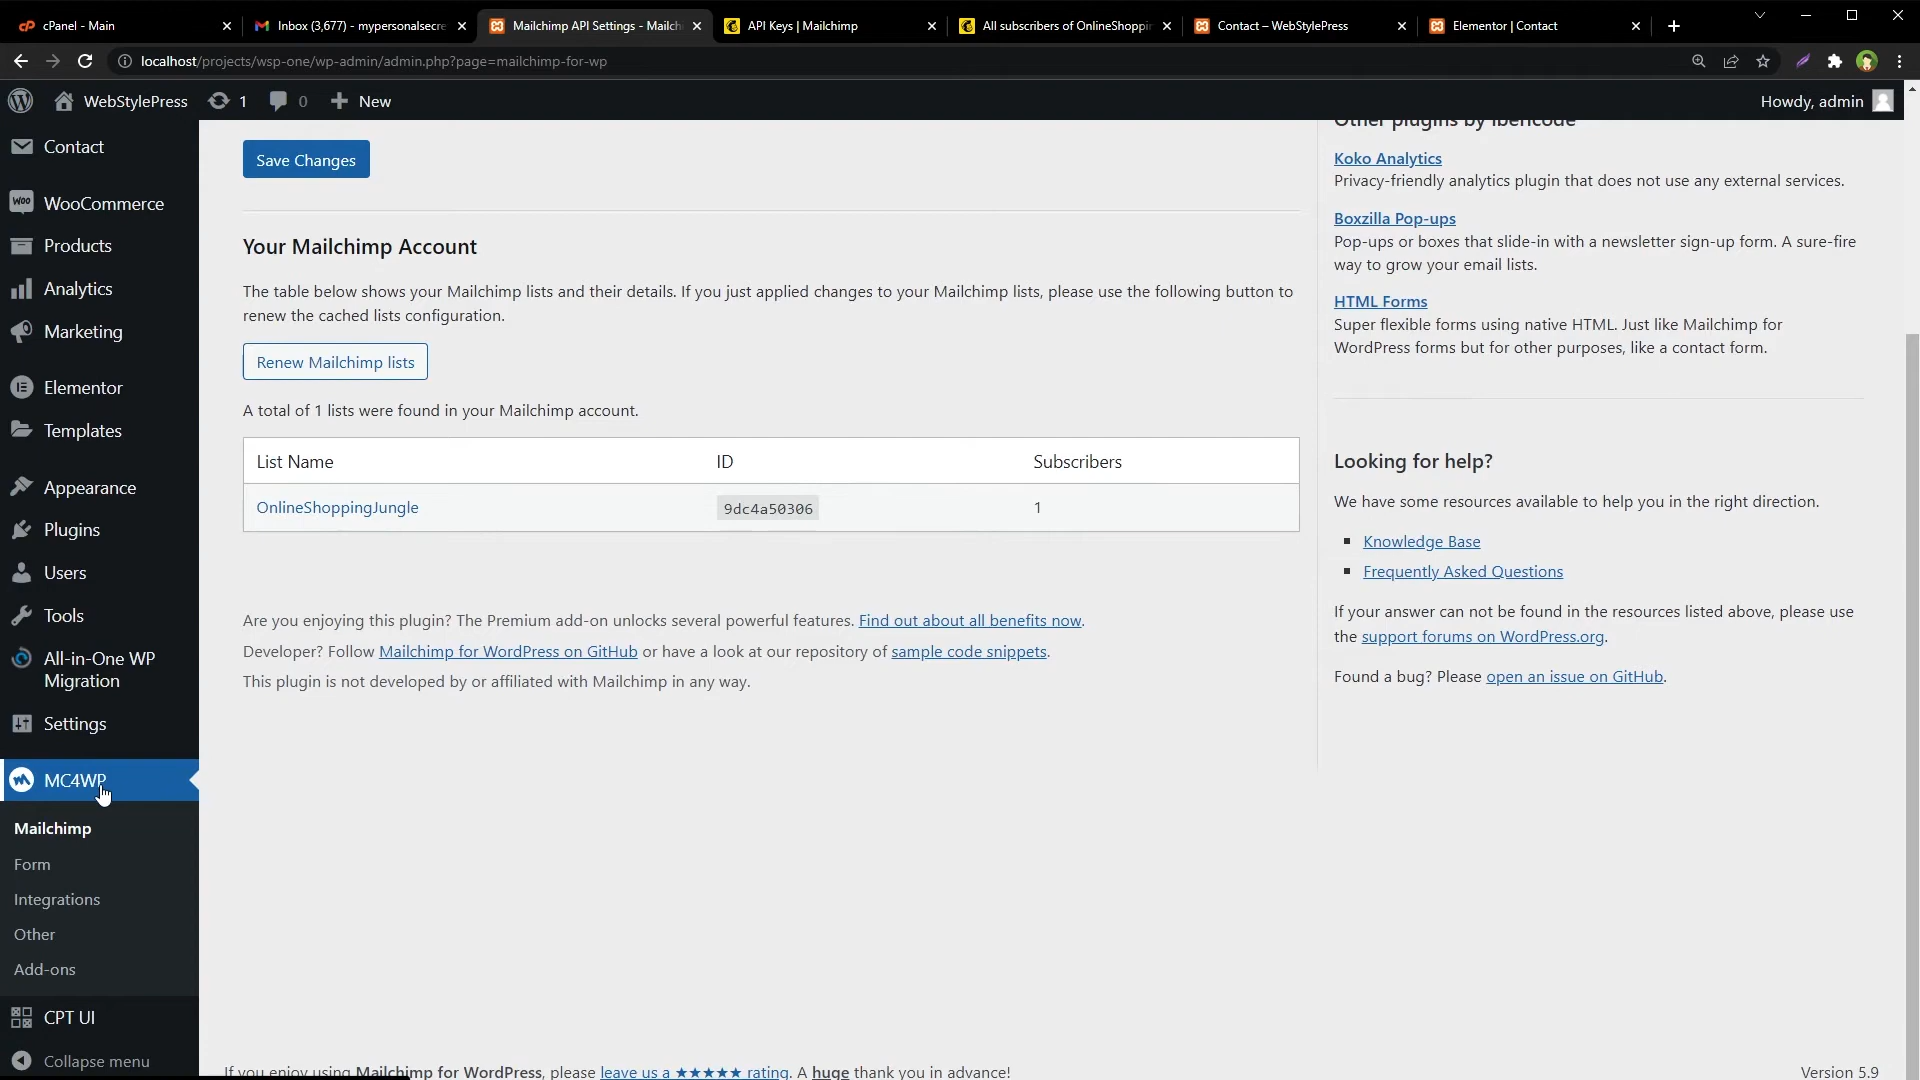 cPanel - Main
Inbox (3,677) - mypersonalsecre
Mailchimp API Settings - Mailch
API Keys | Mailchimp
All subscribers of OnlineShoppin
Contact – WebStylePress
Elementor | Contact
localhost/projects/wsp-one/wp-admin/admin.php?page=mailchimp-for-wp
WebStylePress
1
0
New
Howdy, admin
Contact
WooCommerce
Products
Analytics
Marketing
Elementor
Templates
Appearance
Plugins
Users
Tools
All-in-One WP
Migration
Settings
MC4WP
Mailchimp
Form
Integrations
Other
Add-ons
CPT UI
Collapse menu
Save Changes
Your Mailchimp Account
The table below shows your Mailchimp lists and their details. If you just applied changes to your Mailchimp lists, please use the following button to
renew the cached lists configuration.
Renew Mailchimp lists
A total of 1 lists were found in your Mailchimp account.
List Name ID Subscribers
OnlineShoppingJungle 9dc4a50306 1
Are you enjoying this plugin? The Premium add-on unlocks several powerful features. Find out about all benefits now.
Developer? Follow Mailchimp for WordPress on GitHub or have a look at our repository of sample code snippets.
This plugin is not developed by or affiliated with Mailchimp in any way.
Other plugins by ibericode
Koko Analytics
Privacy-friendly analytics plugin that does not use any external services.
Boxzilla Pop-ups
Pop-ups or boxes that slide-in with a newsletter sign-up form. A sure-fire
way to grow your email lists.
HTML Forms
Super flexible forms using native HTML. Just like Mailchimp for
WordPress forms but for other purposes, like a contact form.
Looking for help?
We have some resources available to help you in the right direction.
Knowledge Base
Frequently Asked Questions
If your answer can not be found in the resources listed above, please use
the support forums on WordPress.org.
Found a bug? Please open an issue on GitHub.
If you enjoy using Mailchimp for WordPress, please leave us a ★★★★★ rating. A huge thank you in advance!
Version 5.9